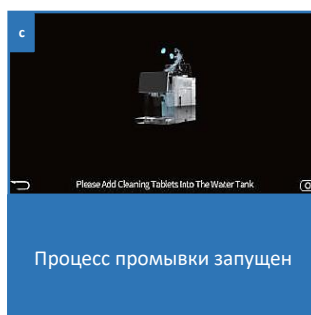 c
Please Add Cleaning Tablets Into The Water Tank
Процесс промывки запущен